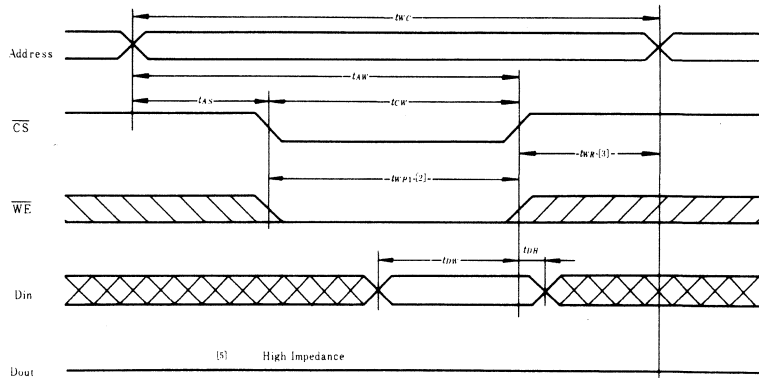 tWC
Address
tAW
tAS
tCW
CS
tWR [3]
tWP1 [2]
WE
tDW
tDH
Din
[5] High Impedance
Dout